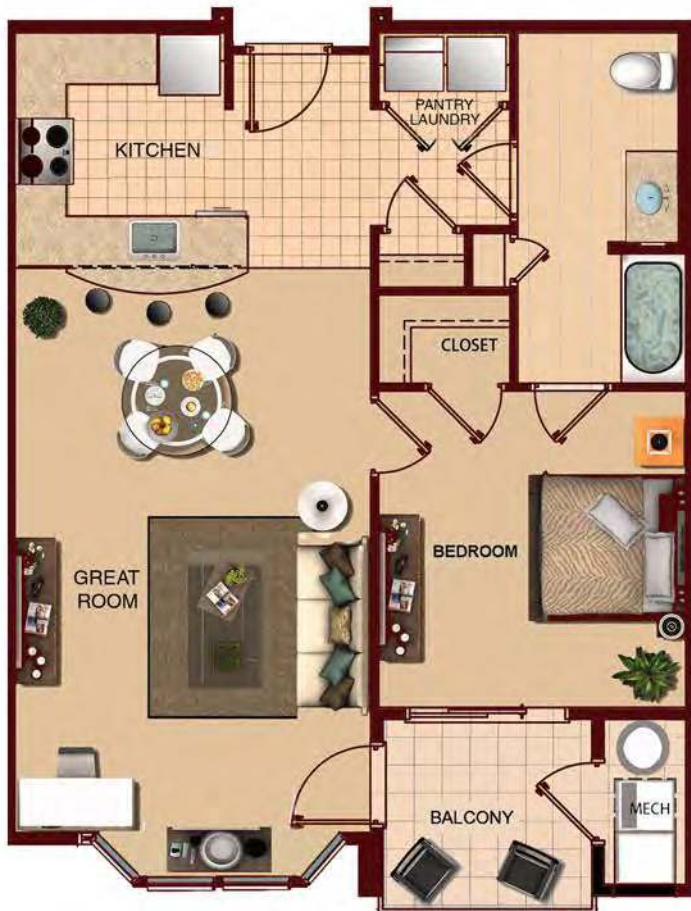 PANTRY
LAUNDRY
KITCHEN
CLOSET
BEDROOM
GREAT
ROOM
BALCONY
MECH